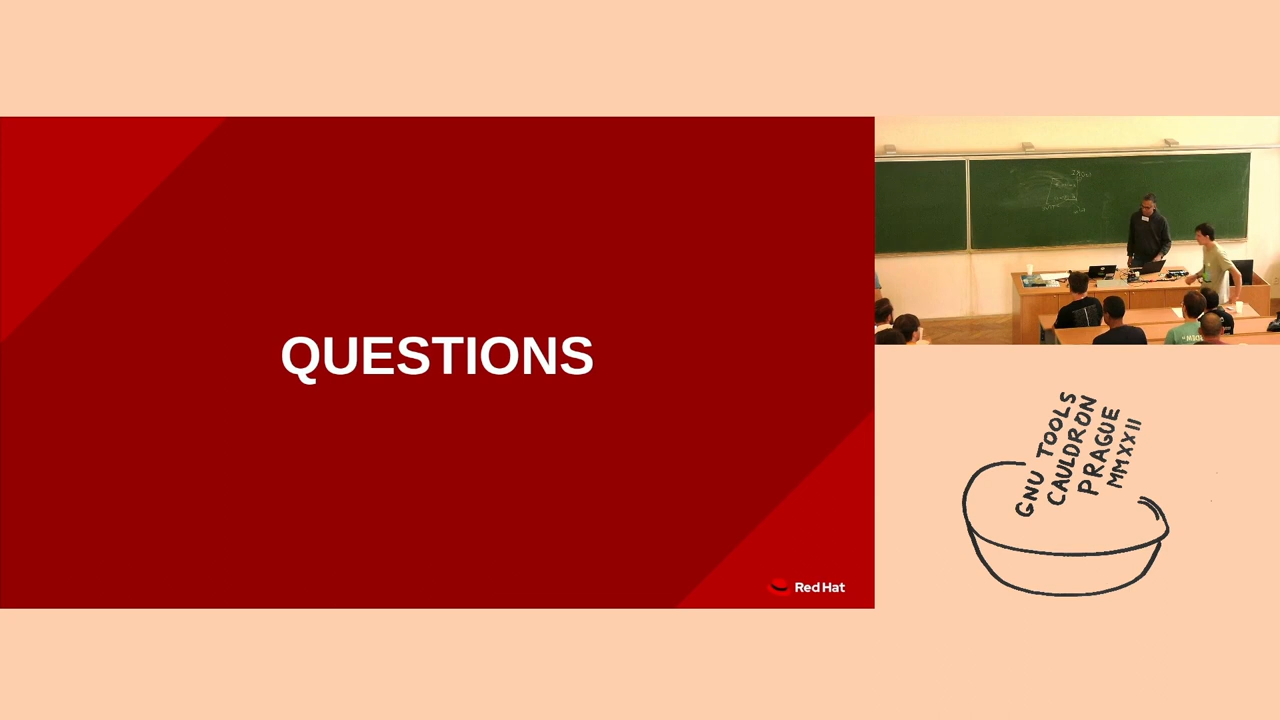 QUESTIONS
Red Hat
GNU TOOLS
CAULDRON
PRAGUE
MMXXII